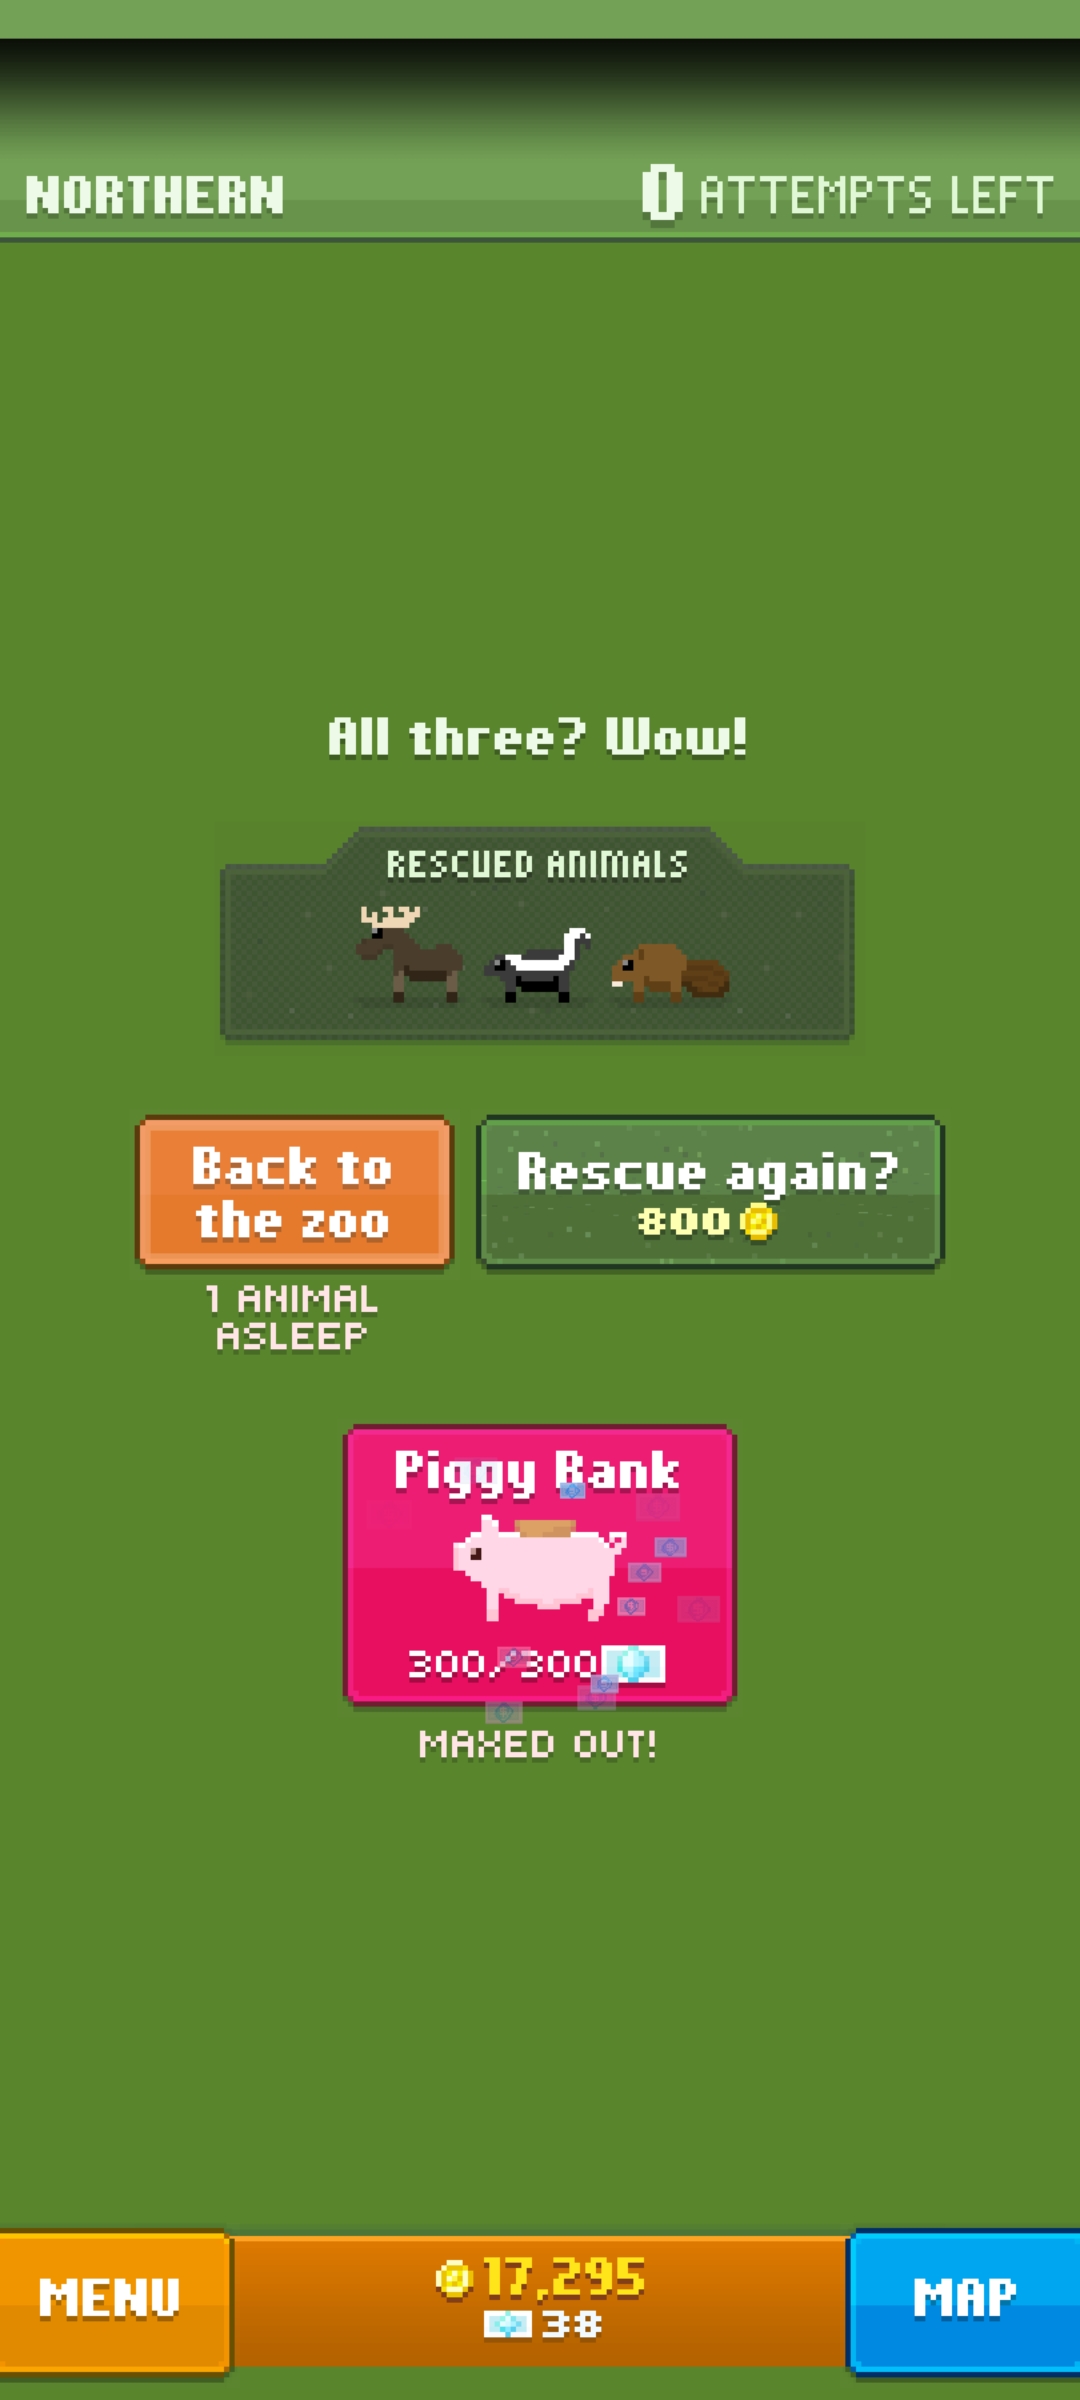 NORTHERN
0 ATTEMPTS LEFT
All three? Wow!
RESCUED ANIMALS
Back to
the zoo
Rescue again?
800
1 ANIMAL
ASLEEP
Piggy Bank
300/300
MAXED OUT!
MENU
17,295
38
MAP